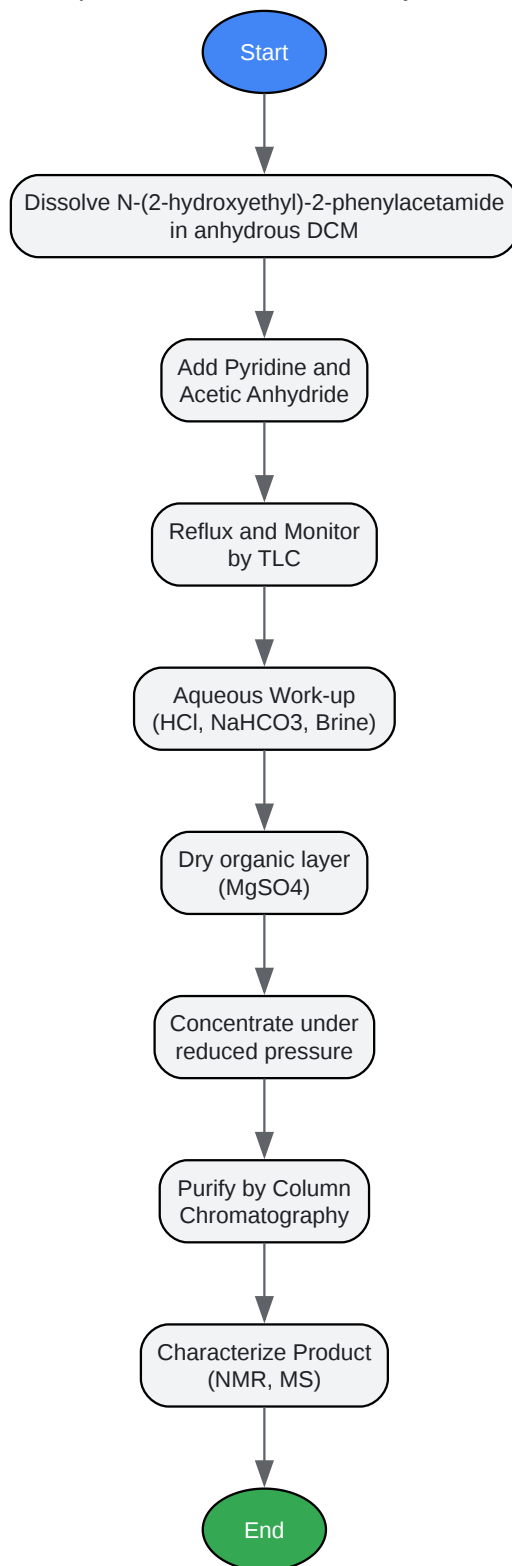 Start
Dissolve N-(2-hydroxyethyl)-2-phenylacetamide
in anhydrous DCM
Add Pyridine and
Acetic Anhydride
Reflux and Monitor
by TLC
Aqueous Work-up
(HCl, NaHCO3, Brine)
Dry organic layer
(MgSO4)
Concentrate under
reduced pressure
Purify by Column
Chromatography
Characterize Product
(NMR, MS)
End